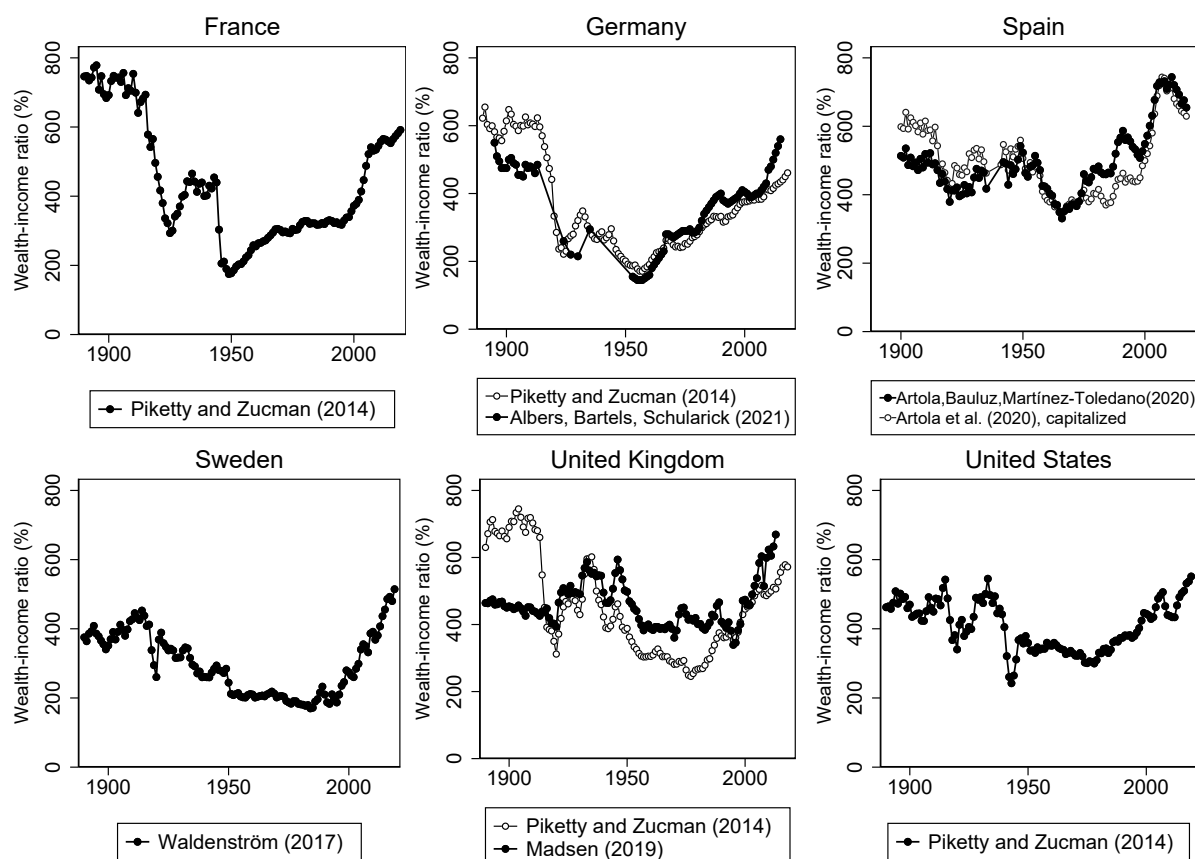 France
Wealth-income ratio (%)
0 200 400 600 800
1900 1950 2000
Piketty and Zucman (2014)
Germany
Wealth-income ratio (%)
0 200 400 600 800
1900 1950 2000
Piketty and Zucman (2014)
Albers, Bartels, Schularick (2021)
Spain
Wealth-income ratio (%)
0 200 400 600 800
1900 1950 2000
Artola,Bauluz,Martínez-Toledano(2020)
Artola et al. (2020), capitalized
Sweden
Wealth-income ratio (%)
0 200 400 600 800
1900 1950 2000
Waldenström (2017)
United Kingdom
Wealth-income ratio (%)
0 200 400 600 800
1900 1950 2000
Piketty and Zucman (2014)
Madsen (2019)
United States
Wealth-income ratio (%)
0 200 400 600 800
1900 1950 2000
Piketty and Zucman (2014)